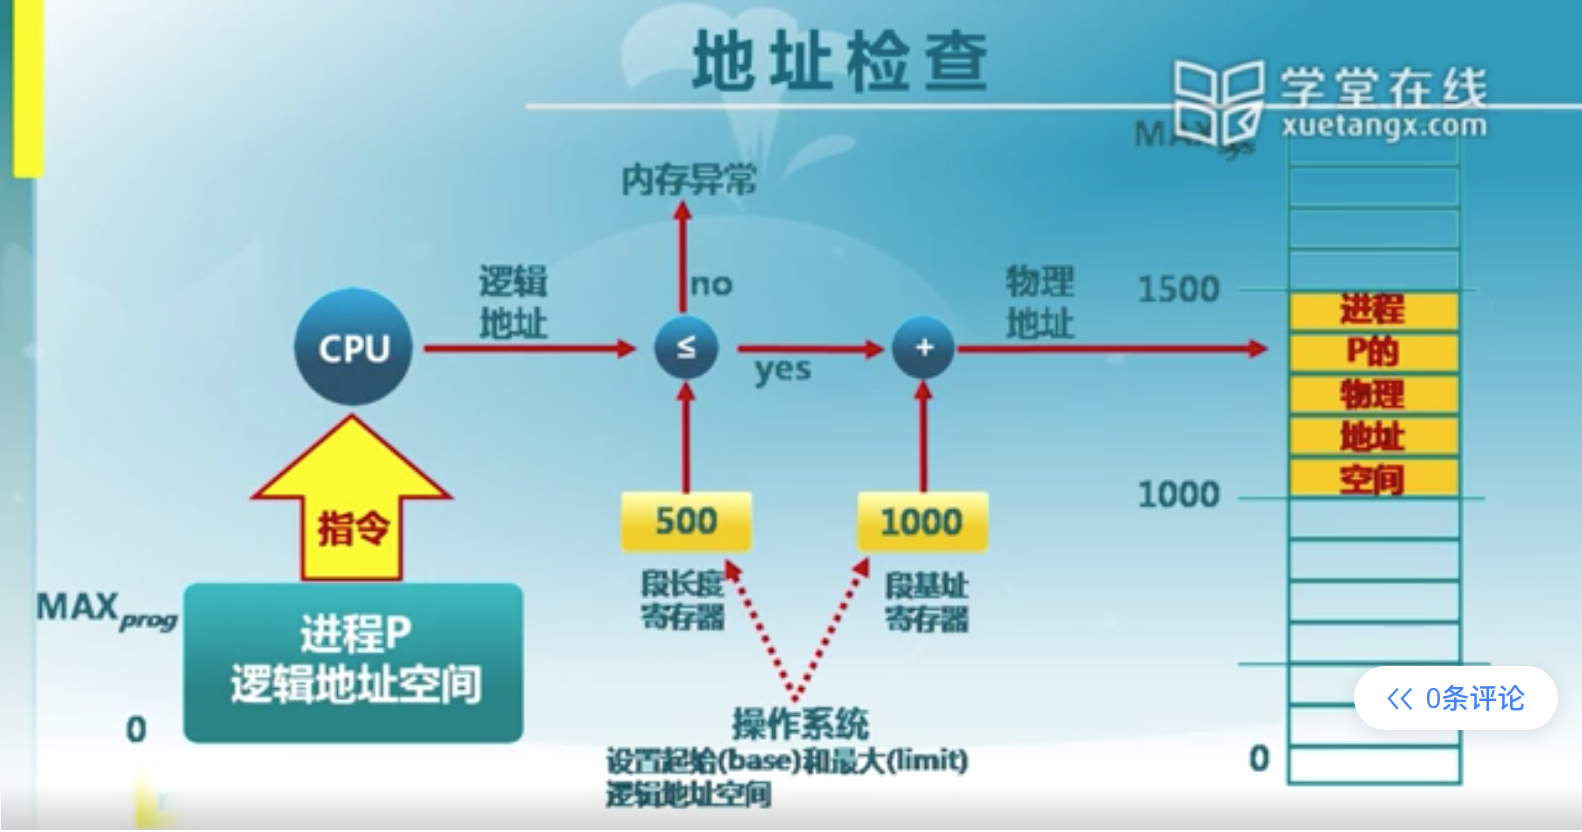 地址检查
学堂在线
xuetangx.com
MAXsys
内存异常
no
逻辑
地址
物理
地址
1500
CPU
≤
yes
+
进程
P的
物理
地址
空间
1000
指令
500
1000
段长度
寄存器
段基址
寄存器
MAXprog
进程P
逻辑地址空间
0
操作系统
设置起始(base)和最大(limit)
逻辑地址空间
0条评论
0